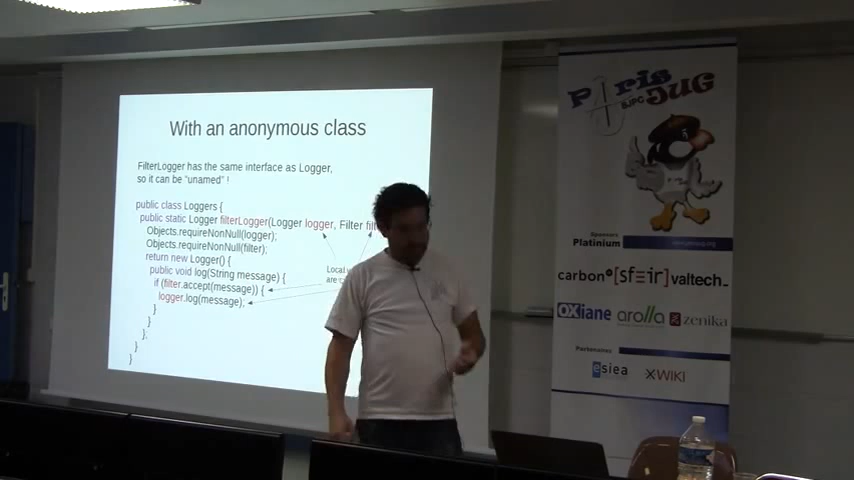 With an anonymous class
FilterLogger has the same interface as Logger,
so it can be "unamed" !
public class Loggers {
public static Logger filterLogger(Logger logger, Filter filt
Objects.requireNonNull(logger);
Objects.requireNonNull(filter);
return new Logger() {
public void log(String message) {
if (filter.accept(message)) {
logger.log(message);
}
}
};
}
}
Local
are
Paris
JUG
Sponsors
Platinium
carbon
[sfeir]
valtech_
OXiane
arolla
zenika
Partenaires
esiea
XWIKI